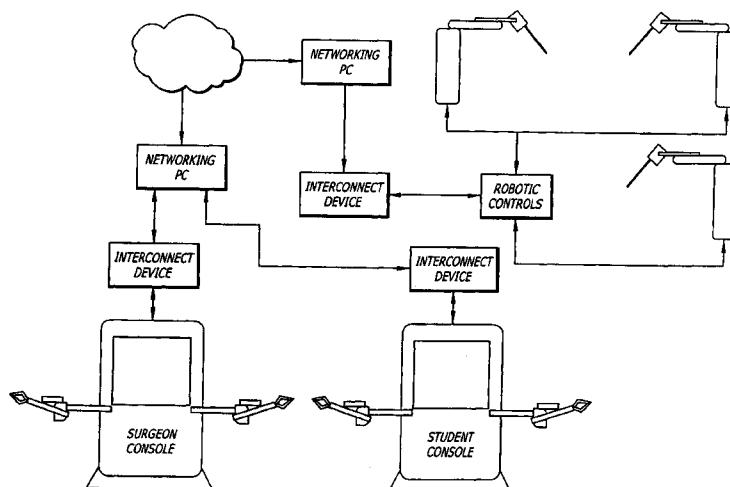 NETWORKING
PC
NETWORKING
PC
INTERCONNECT
DEVICE
ROBOTIC
CONTROLS
INTERCONNECT
DEVICE
INTERCONNECT
DEVICE
SURGEON
CONSOLE
STUDENT
CONSOLE